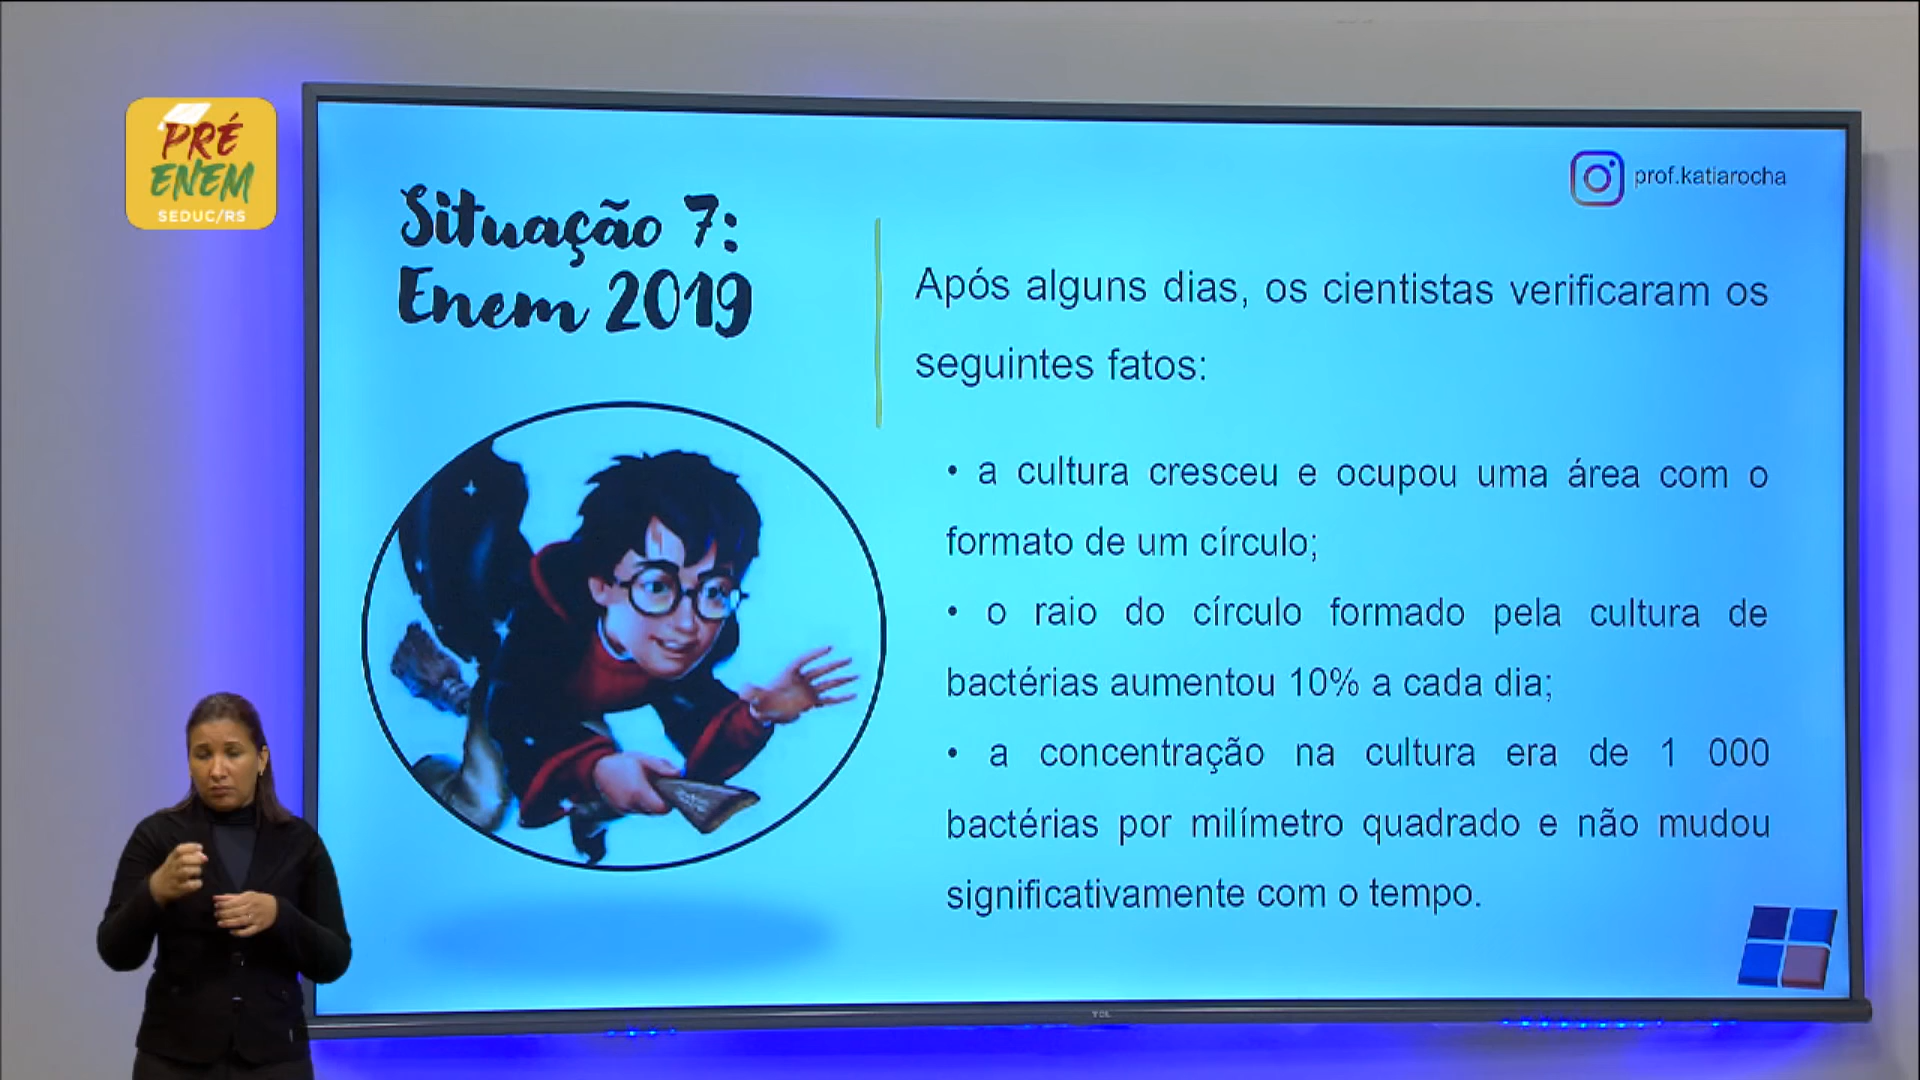 PRÉ
ENEM
SEDUC/RS
Situação 7:
Enem 2019
prof.katiarocha
Após alguns dias, os cientistas verificaram os
seguintes fatos:
• a cultura cresceu e ocupou uma área com o
formato de um círculo;
• o raio do círculo formado pela cultura de
bactérias aumentou 10% a cada dia;
• a concentração na cultura era de 1 000
bactérias por milímetro quadrado e não mudou
significativamente com o tempo.
TCL